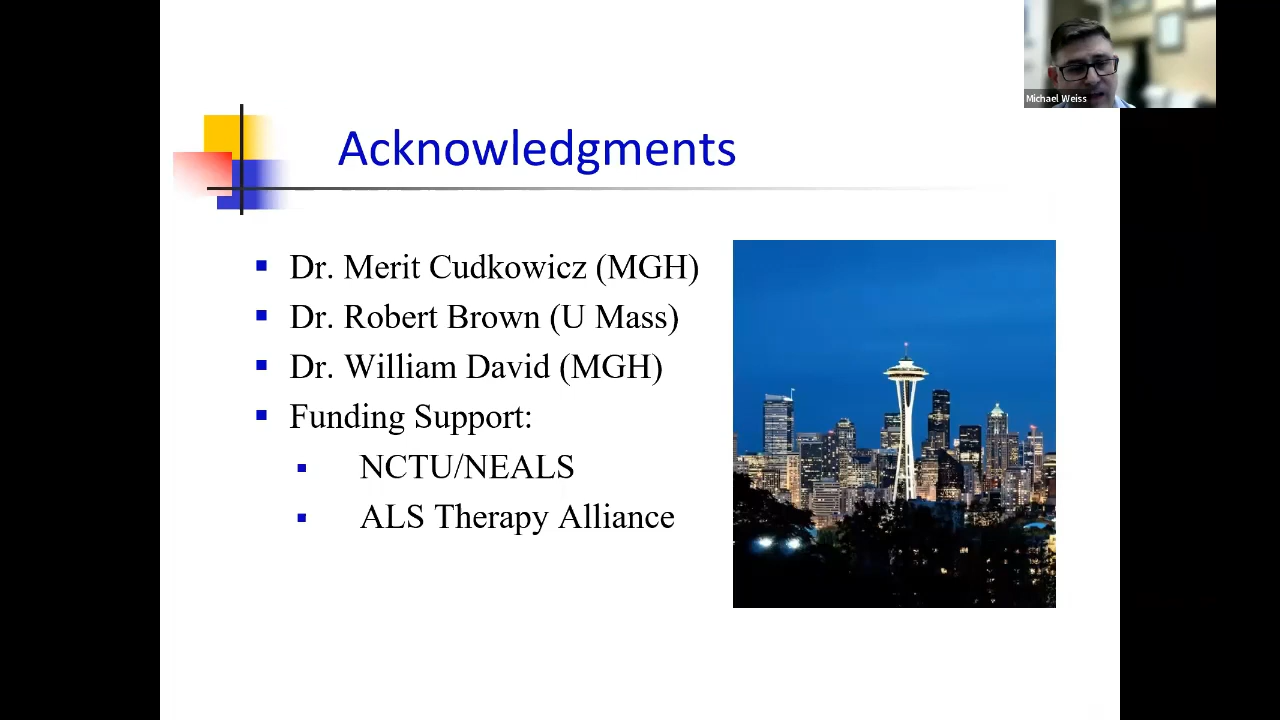 Michael Weiss
Acknowledgments
Dr. Merit Cudkowicz (MGH)
Dr. Robert Brown (U Mass)
Dr. William David (MGH)
Funding Support:
NCTU/NEALS
ALS Therapy Alliance